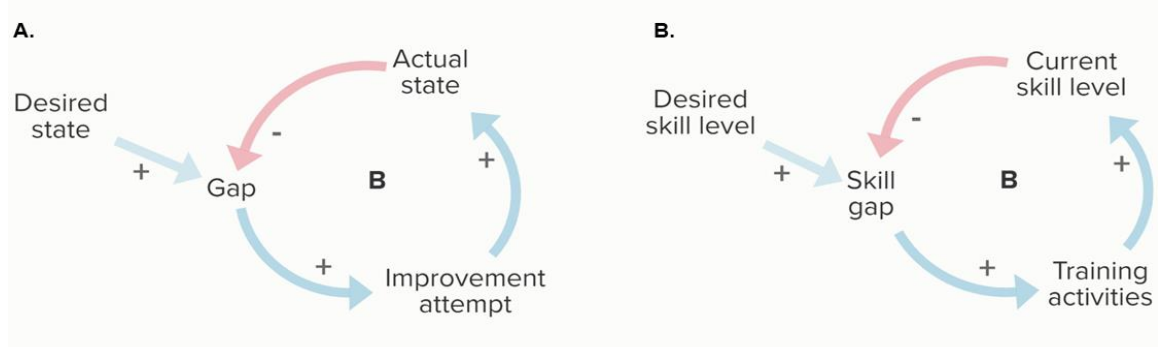 A.
Desired
state
+
Gap
Actual
state
-
B
+
+
Improvement
attempt
B.
Desired
skill level
+
Skill
gap
Current
skill level
-
B
+
+
Training
activities